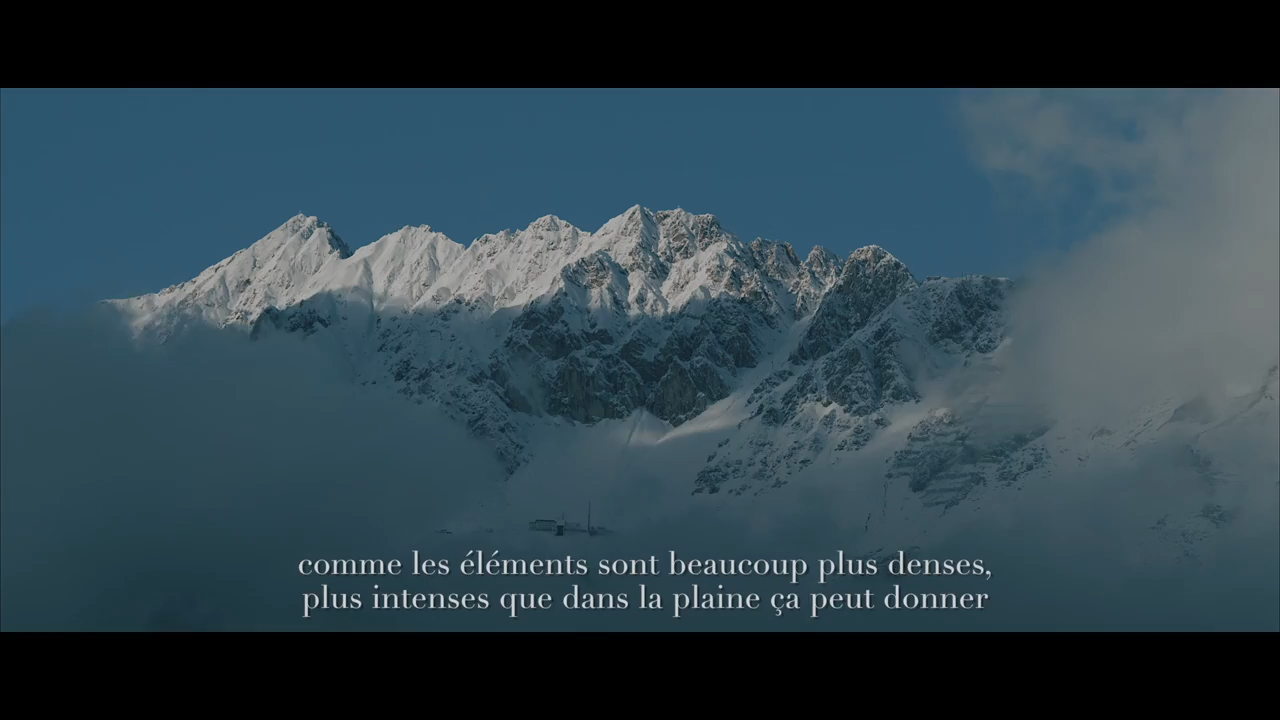 comme les éléments sont beaucoup plus denses,
plus intenses que dans la plaine ça peut donner